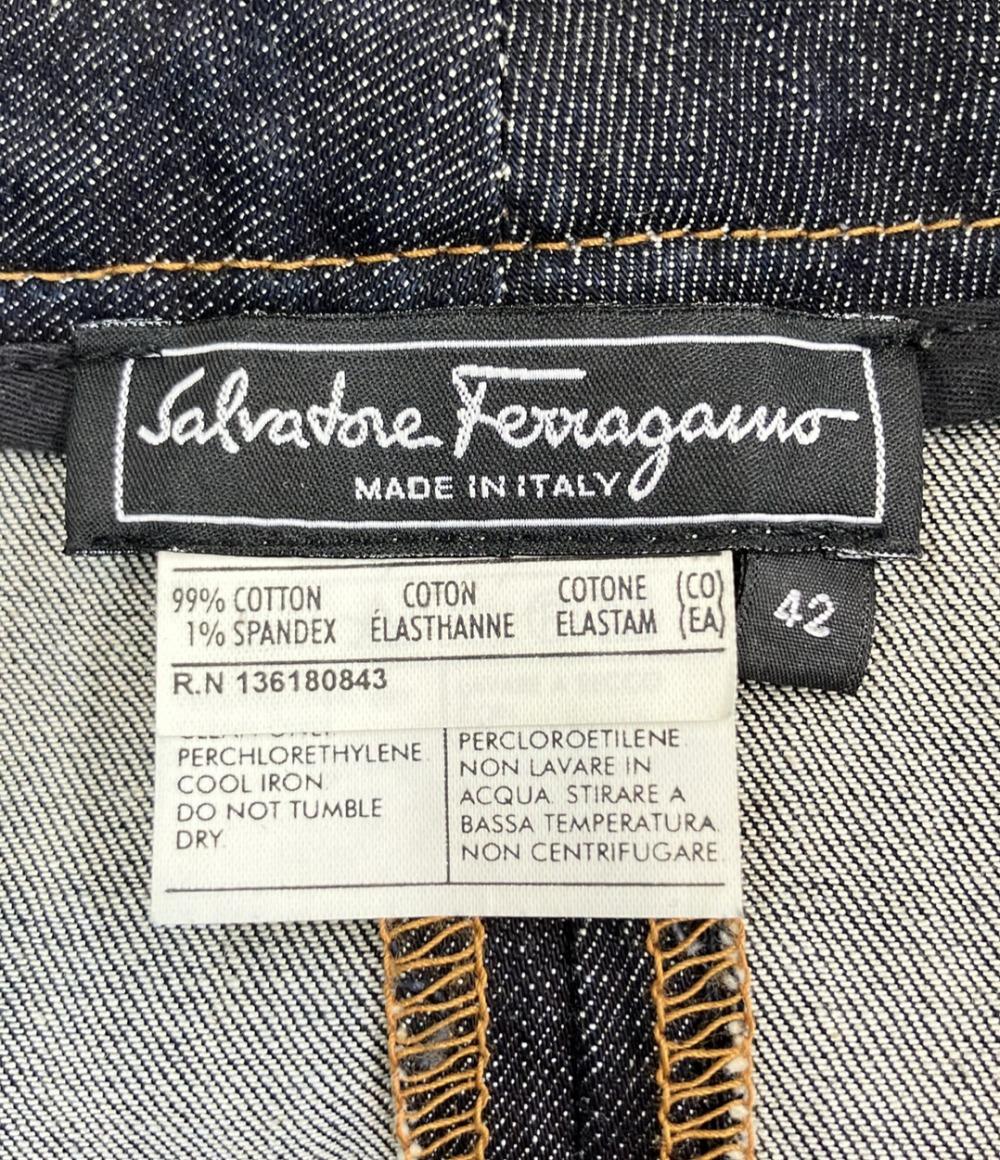 Salvatore Ferragamo
MADE IN ITALY
99% COTTON COTON COTONE (CO)
1% SPANDEX ÉLASTHANNE ELASTAM (EA)
42
R.N 136180843
PERCHLORETHYLENE.
COOL IRON.
DO NOT TUMBLE
DRY.
PERCLOROETILENE.
NON LAVARE IN
ACQUA. STIRARE A
BASSA TEMPERATURA.
NON CENTRIFUGARE.